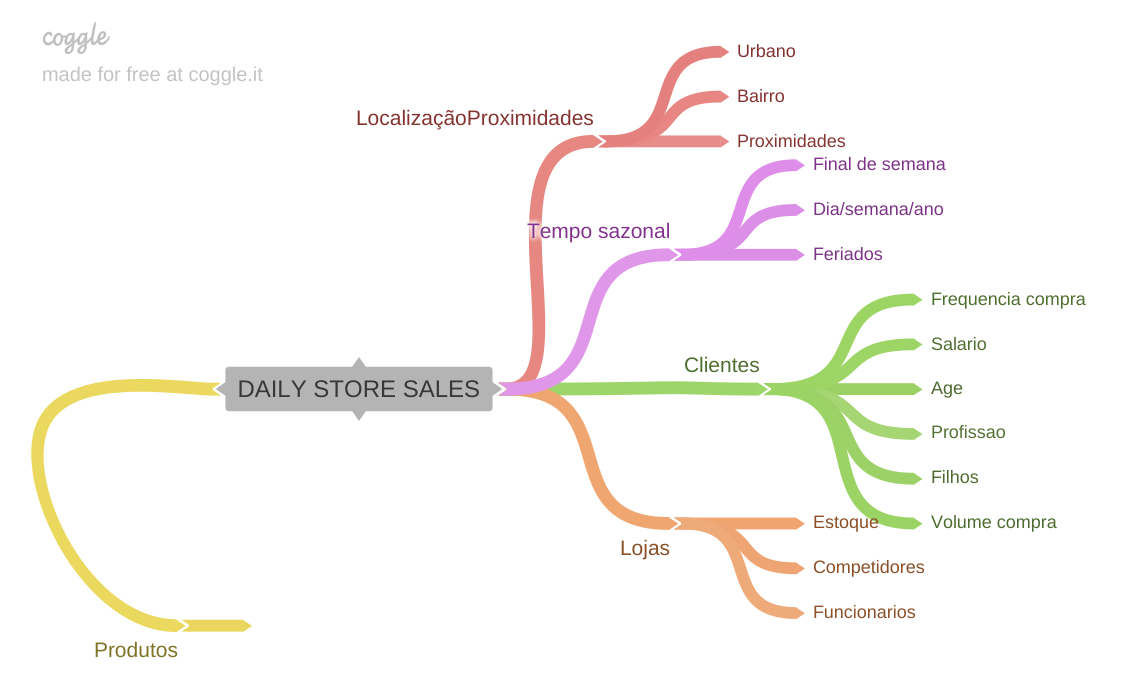 coggle
made for free at coggle.it
LocalizaçãoProximidades
Urbano
Bairro
Proximidades
Tempo sazonal
Final de semana
Dia/semana/ano
Feriados
DAILY STORE SALES
Clientes
Frequencia compra
Salario
Age
Profissao
Filhos
Volume compra
Lojas
Estoque
Competidores
Funcionarios
Produtos